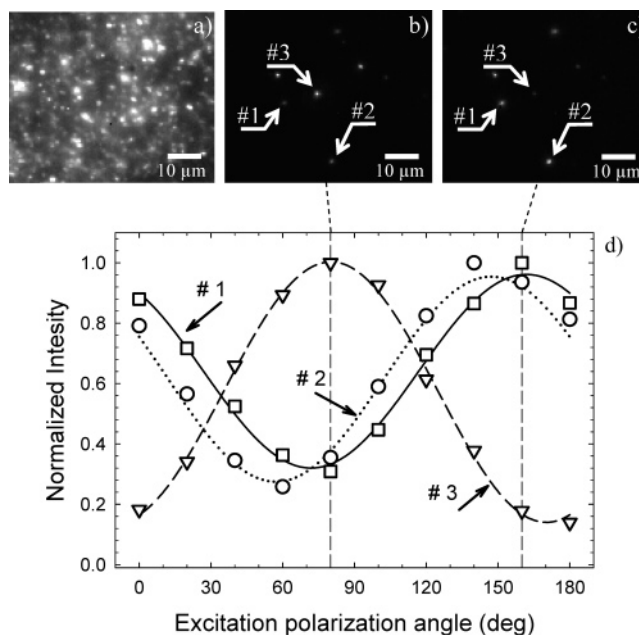 a)
10 µm
b)
#3
#1
#2
10 µm
c)
#3
#1
#2
10 µm
d)
Normalized Intesity
1.0
0.8
0.6
0.4
0.2
0.0
# 1
# 2
# 3
0 30 60 90 120 150 180
Excitation polarization angle (deg)